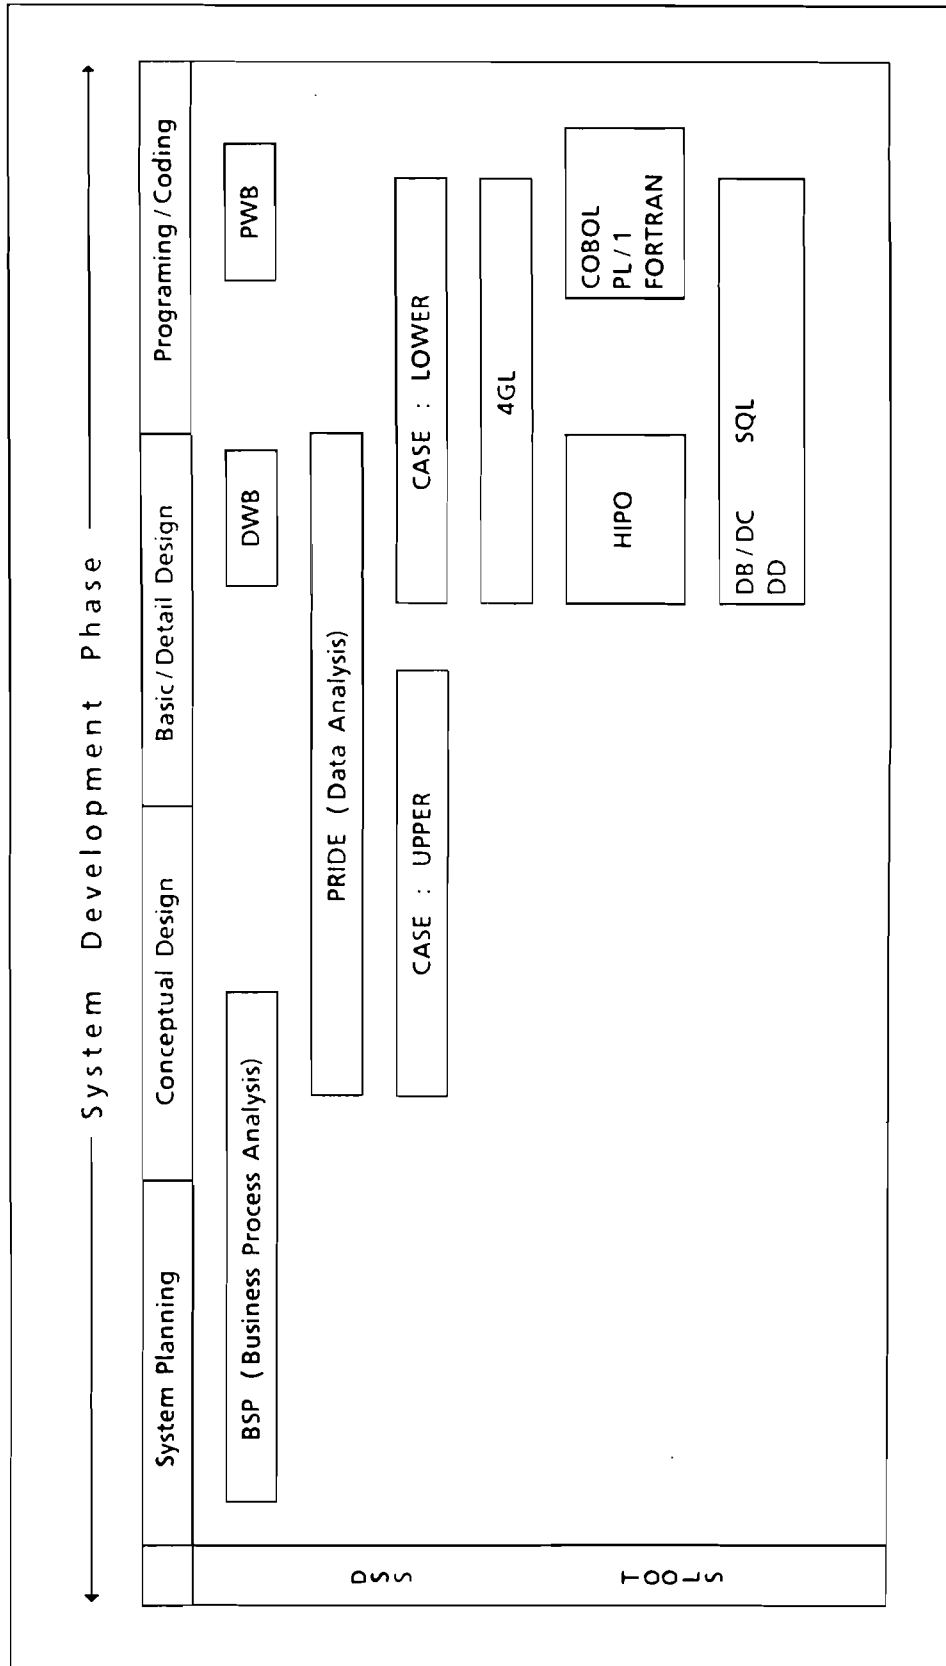 System Development Phase
System Planning
Conceptual Design
Basic / Detail Design
Programing / Coding
BSP (Business Process Analysis)
DWB
PWB
PRIDE (Data Analysis)
CASE : UPPER
CASE : LOWER
4GL
HIPO
COBOL
PL / 1
FORTRAN
DB / DC SQL
DD
DSS
TOOLS